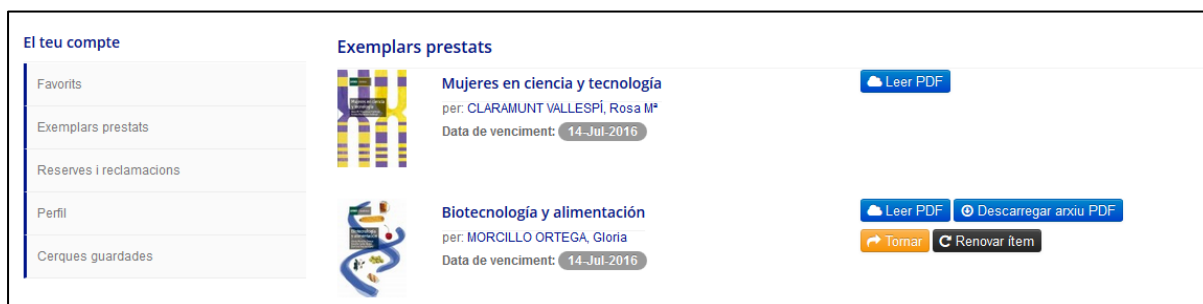 El teu compte
Favorits
Exemplars prestats
Reserves i reclamacions
Perfil
Cerques guardades
Exemplars prestats
Mujeres en ciencia y tecnología
per: CLARAMUNT VALLESPÍ, Rosa Mª
Data de venciment: 14-Jul-2016
Leer PDF
Biotecnología y alimentación
per: MORCILLO ORTEGA, Gloria
Data de venciment: 14-Jul-2016
Leer PDF Descarregar arxiu PDF
Tornar Renovar ítem